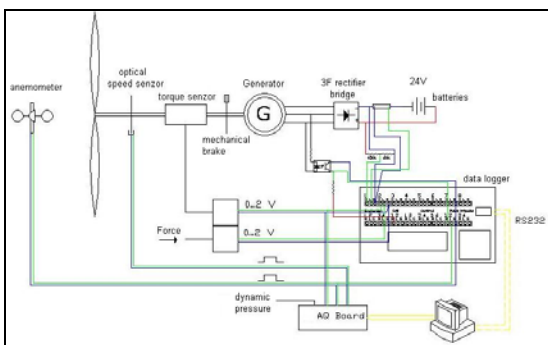 anemometer
optical
speed senzor
torque senzor
mechanical
brake
Generator
G
3F rectifier
bridge
24V
batteries
data logger
RS232
0...2 V
Force
0...2 V
dynamic
pressure
AQ Board